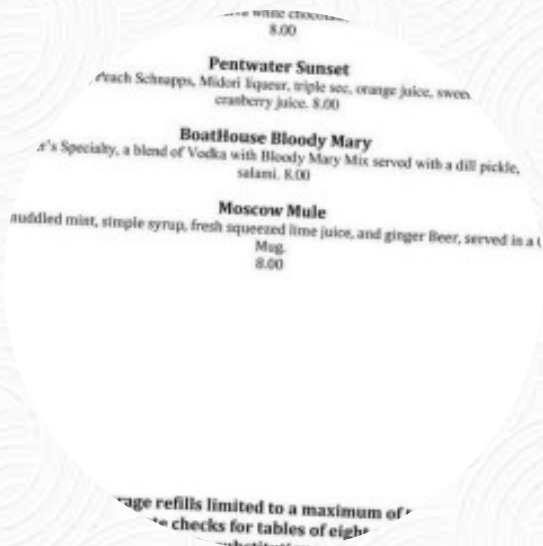 white
8.00
Pentwater Sunset
Peach Schnapps, Midori liqueur, triple sec, orange juice, sweet
cranberry juice. 8.00
BoatHouse Bloody Mary
's Specialty, a blend of Vodka with Bloody Mary Mix served with a dill pickle,
salami. 8.00
Moscow Mule
muddled mint, simple syrup, fresh squeezed lime juice, and ginger Beer, served in a
Mug.
8.00
refills limited to a maximum of
checks for tables of eight